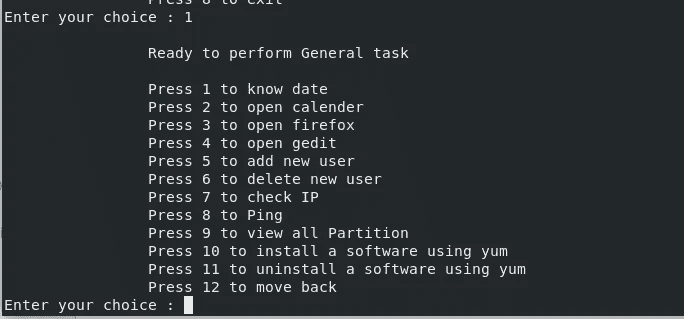 Press 8 to exit
Enter your choice : 1
Ready to perform General task
Press 1 to know date
Press 2 to open calender
Press 3 to open firefox
Press 4 to open gedit
Press 5 to add new user
Press 6 to delete new user
Press 7 to check IP
Press 8 to Ping
Press 9 to view all Partition
Press 10 to install a software using yum
Press 11 to uninstall a software using yum
Press 12 to move back
Enter your choice :